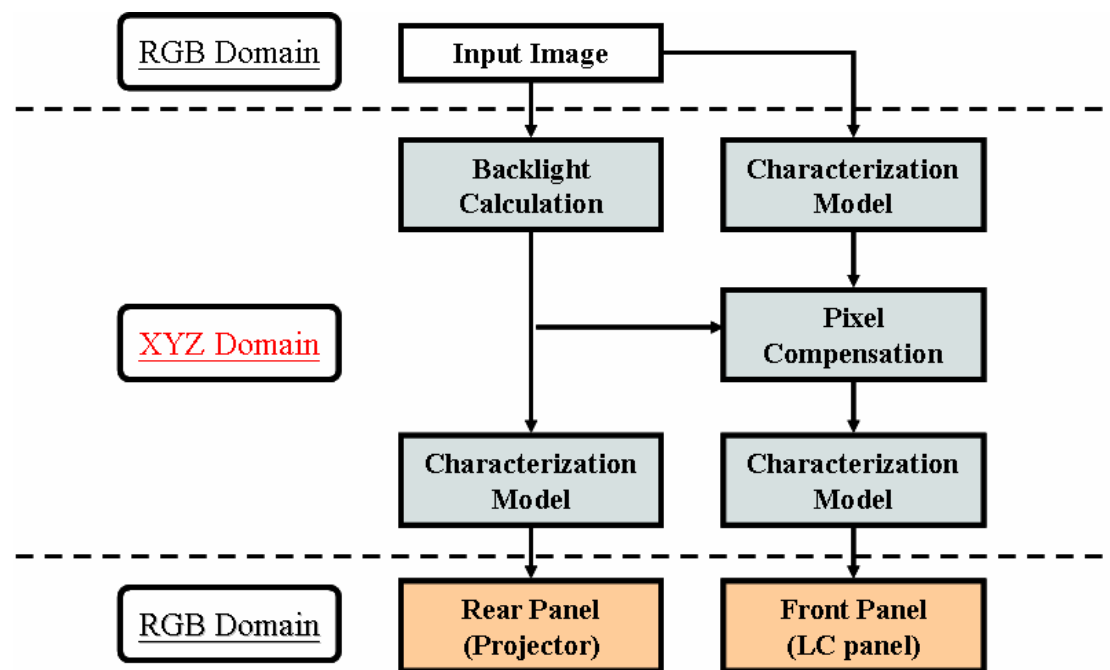 RGB Domain
Input Image
Backlight
Calculation
Characterization
Model
XYZ Domain
Pixel
Compensation
Characterization
Model
Characterization
Model
RGB Domain
Rear Panel
(Projector)
Front Panel
(LC panel)